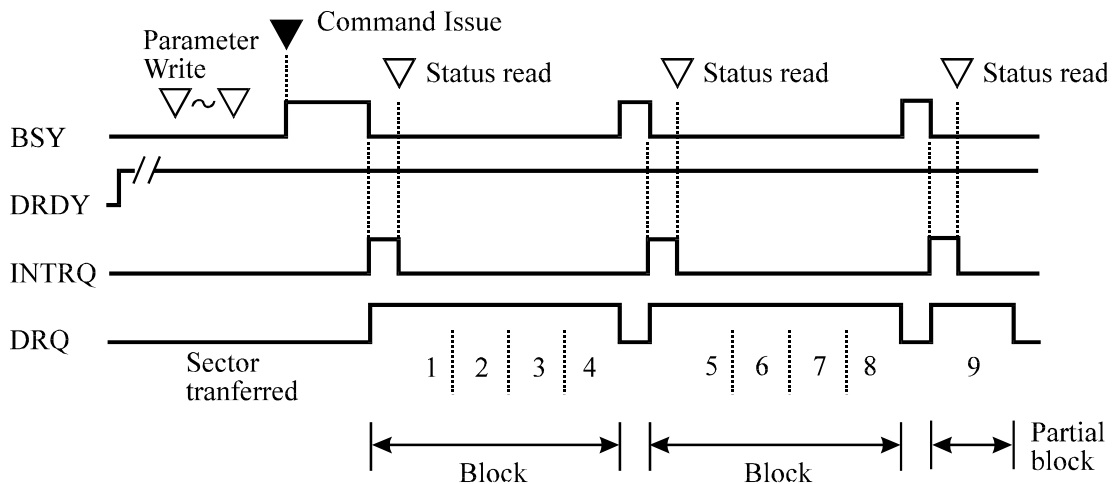 Command Issue
Parameter
Write
~
Status read
Status read
Status read
BSY
DRDY
INTRQ
DRQ
Sector
tranferred
1
2
3
4
5
6
7
8
9
Block
Block
Partial
block